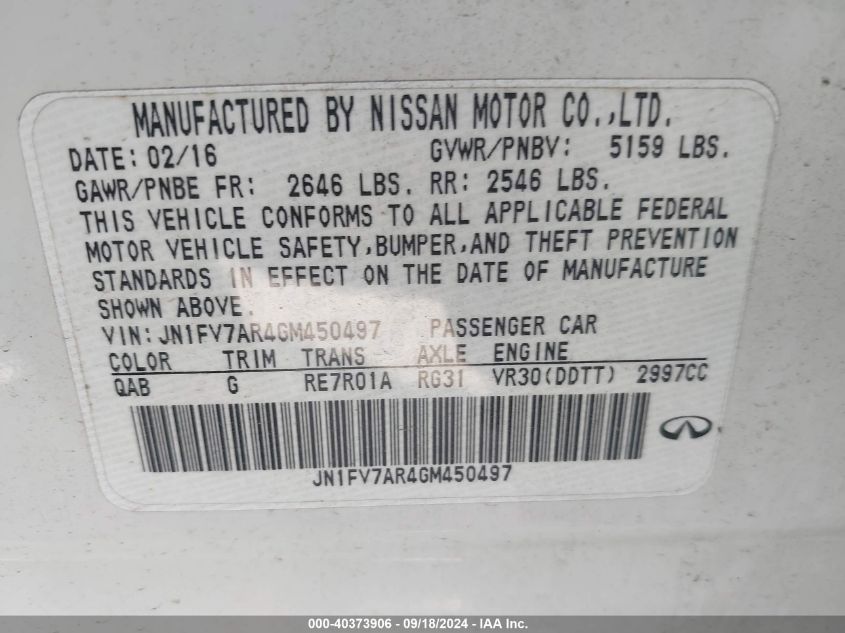 MANUFACTURED BY NISSAN MOTOR CO.,LTD.
DATE: 02/16 GVWR/PNBV: 5159 LBS.
GAWR/PNBE FR: 2646 LBS. RR: 2546 LBS.
THIS VEHICLE CONFORMS TO ALL APPLICABLE FEDERAL
MOTOR VEHICLE SAFETY,BUMPER,AND THEFT PREVENTION
STANDARDS IN EFFECT ON THE DATE OF MANUFACTURE
SHOWN ABOVE.
VIN:JN1FV7AR4GM450497 PASSENGER CAR
COLOR TRIM TRANS AXLE ENGINE
QAB G RE7R01A RG31 VR30(DDTT) 2997CC
JN1FV7AR4GM450497
000-40373906 - 09/18/2024 - IAA Inc.